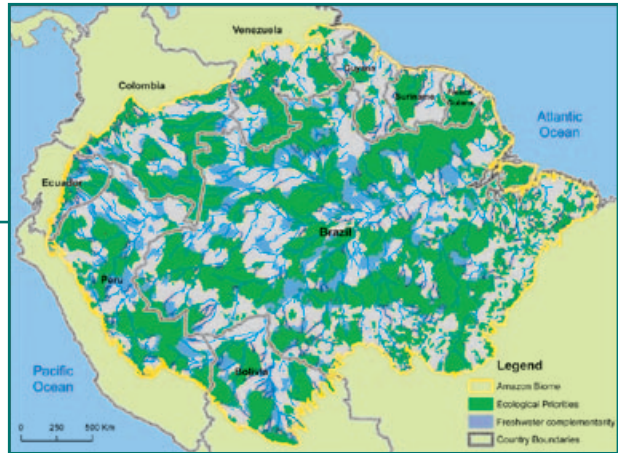 Venezuela
Guyana
Colombia
Suriname
French
Guiana
Atlantic
Ocean
Ecuador
Brazil
Peru
Pacific
Ocean
Bolivia
Legend
Amazon Biome
Ecological Priorities
Freshwater complementarity
Country Boundaries
0 250 500 Km